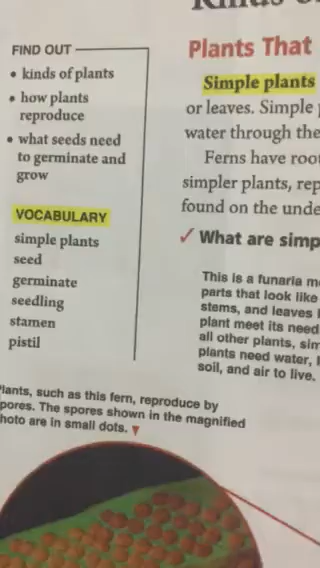 FIND OUT
• kinds of plants
• how plants
reproduce
• what seeds need
to germinate and
grow
VOCABULARY
simple plants
seed
germinate
seedling
stamen
pistil
Plants That
Simple plants
or leaves. Simple
water through the
Ferns have root
simpler plants, rep
found on the unde
✓ What are simp
This is a funaria m
parts that look like
stems, and leaves
plant meet its need
all other plants, sim
plants need water,
soil, and air to live.
lants, such as this fern, reproduce by
pores. The spores shown in the magnified
hoto are in small dots. ▼